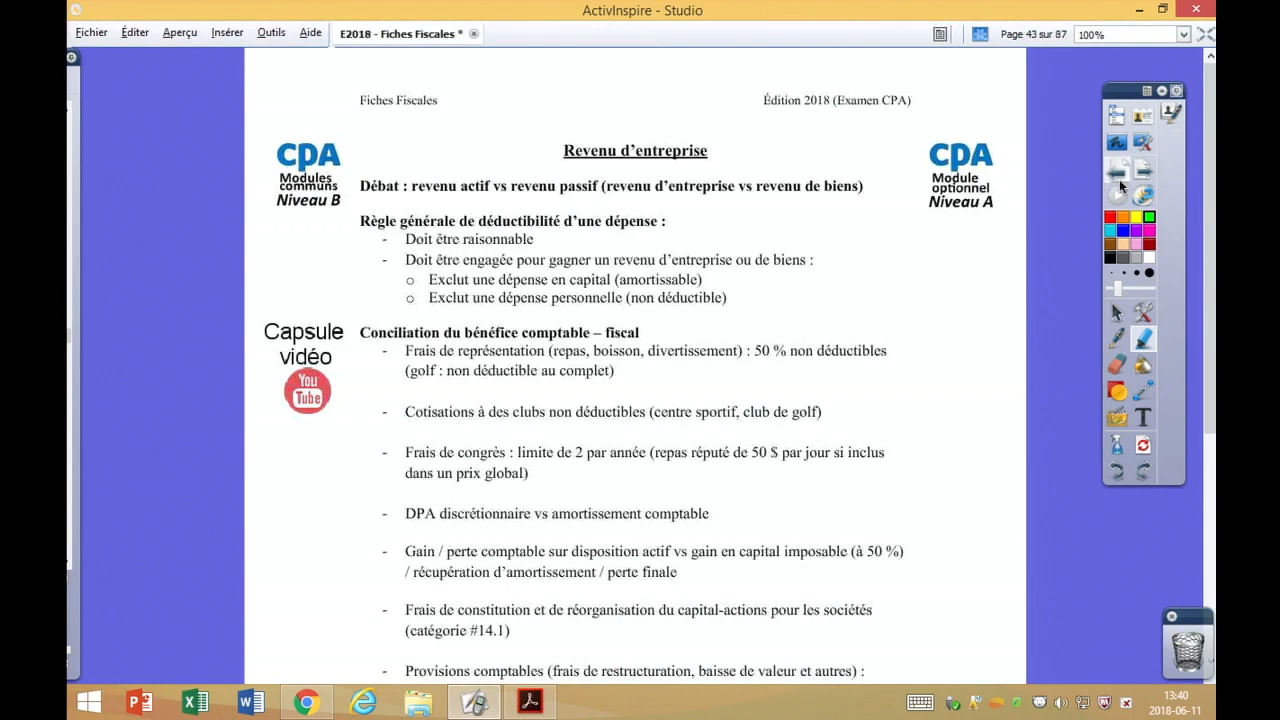 ActivInspire - Studio
Fichier Éditer Aperçu Insérer Outils Aide
E2018 - Fiches Fiscales *
Page 43 sur 87
100%
Fiches Fiscales
Édition 2018 (Examen CPA)
CPA
Modules
communs
Niveau B
Revenu d'entreprise
CPA
Module
optionnel
Niveau A
Débat : revenu actif vs revenu passif (revenu d'entreprise vs revenu de biens)
Règle générale de déductibilité d'une dépense :
- Doit être raisonnable
- Doit être engagée pour gagner un revenu d'entreprise ou de biens :
o Exclut une dépense en capital (amortissable)
o Exclut une dépense personnelle (non déductible)
Capsule
vidéo
You
Tube
Conciliation du bénéfice comptable – fiscal
- Frais de représentation (repas, boisson, divertissement) : 50 % non déductibles
(golf : non déductible au complet)
- Cotisations à des clubs non déductibles (centre sportif, club de golf)
- Frais de congrès : limite de 2 par année (repas réputé de 50 $ par jour si inclus
dans un prix global)
- DPA discrétionnaire vs amortissement comptable
- Gain / perte comptable sur disposition actif vs gain en capital imposable (à 50 %)
/ récupération d'amortissement / perte finale
- Frais de constitution et de réorganisation du capital-actions pour les sociétés
(catégorie #14.1)
- Provisions comptables (frais de restructuration, baisse de valeur et autres) :
13:40
2018-06-11